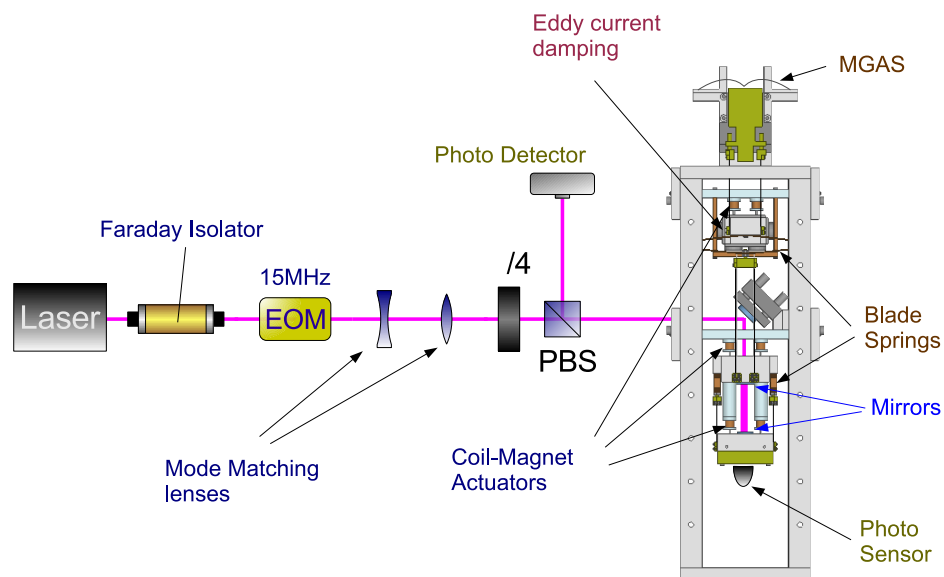 Eddy current
damping
MGAS
Photo Detector
Faraday Isolator
/4
15MHz
Laser
EOM
PBS
Blade
Springs
Mirrors
Mode Matching
lenses
Coil-Magnet
Actuators
Photo
Sensor